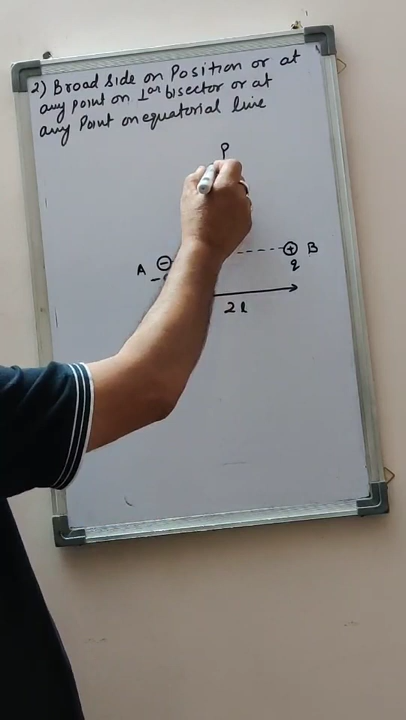 2) Broad side on Position or at
any point on ⊥ar bisector or at
any Point on equatorial line
P
A ⊖ ⊕ B
– q
2l